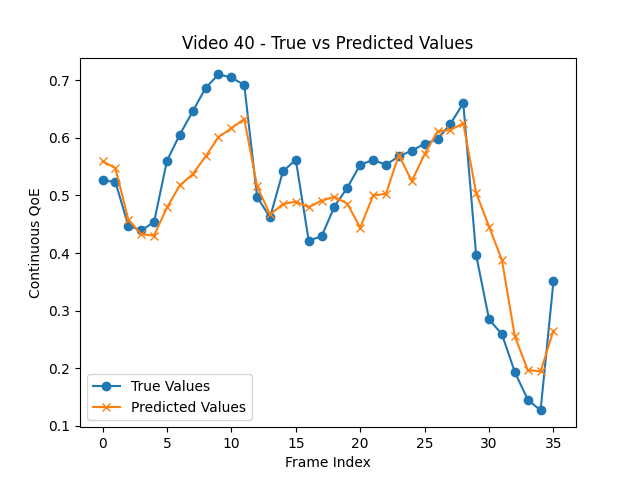 Video 40 - True vs Predicted Values
Continuous QoE
0.7
0.6
0.5
0.4
0.3
0.2
0.1
True Values
Predicted Values
0 5 10 15 20 25 30 35
Frame Index